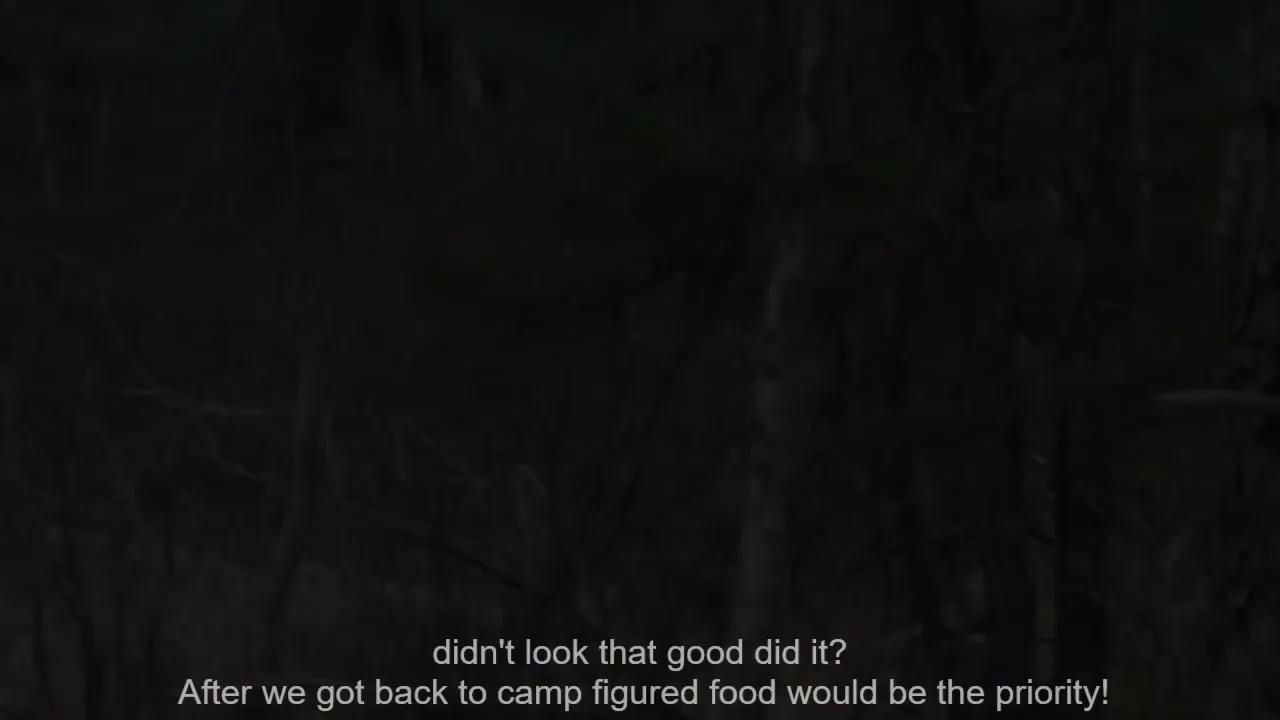 didn't look that good did it?
After we got back to camp figured food would be the priority!